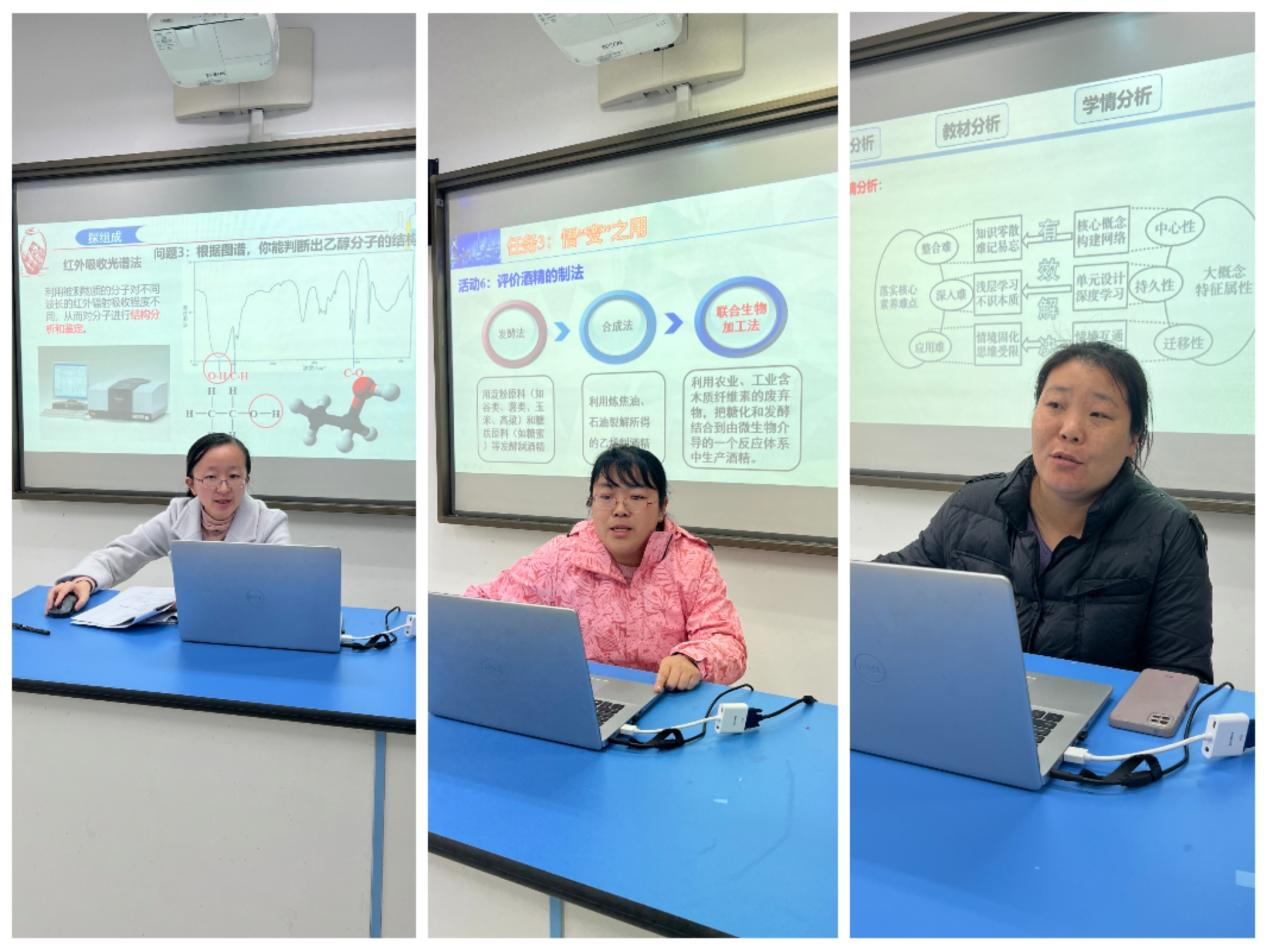 探组成
问题3：根据图谱，你能判断出乙醇分子的结构
红外吸收光谱法
利用被测物质的分子对不同
波长的红外辐射吸收程度不
同，从而对分子进行结构分
析和鉴定。
O-H
C-H
C-O
H H
H—C—C—O—H
DELL
任务3：悟“变”之用
活动6：评价酒精的制法
发酵法
合成法
联合生物
加工法
用淀粉原料（如
谷类、薯类、玉
米、高粱）和糖
质原料（如糖蜜
）等发酵制酒精
利用炼焦油、
石油裂解所得
的乙烯制酒精
利用农业、工业含
木质纤维素的废弃
物，把糖化和发酵
结合到由微生物介
导的一个反应体系
中生产酒精。
分析
教材分析
学情分析
情分析：
落实核心
素养难点
整合难
深入难
应用难
知识零散
难记易忘
浅层学习
不识本质
情境固化
思维受限
有
效
解
决
核心概念
构建网络
单元设计
深度学习
情境互通
中心性
持久性
迁移性
大概念
特征属性
DELL